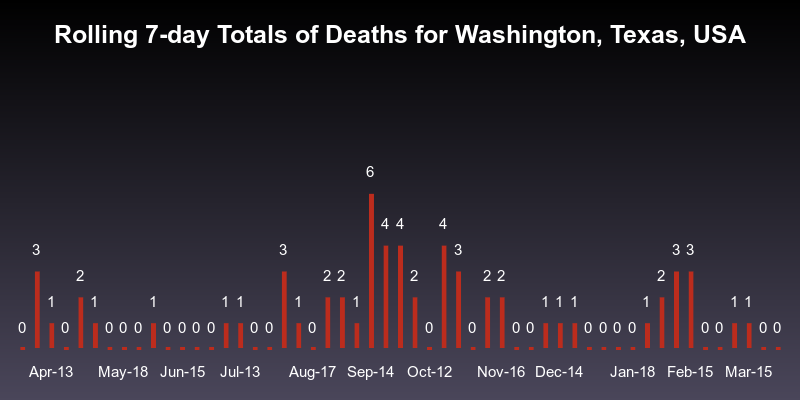 Rolling 7-day Totals of Deaths for Washington, Texas, USA
6
4 4 4
3 3 3 3 3
2 2 2 2 2 2 2
1 1 1 1 1 1 1 1 1 1 1 1 1
0 0 0 0 0 0 0 0 0 0 0 0 0 0 0 0 0 0 0 0 0 0 0 0
Apr-13 May-18 Jun-15 Jul-13 Aug-17 Sep-14 Oct-12 Nov-16 Dec-14 Jan-18 Feb-15 Mar-15